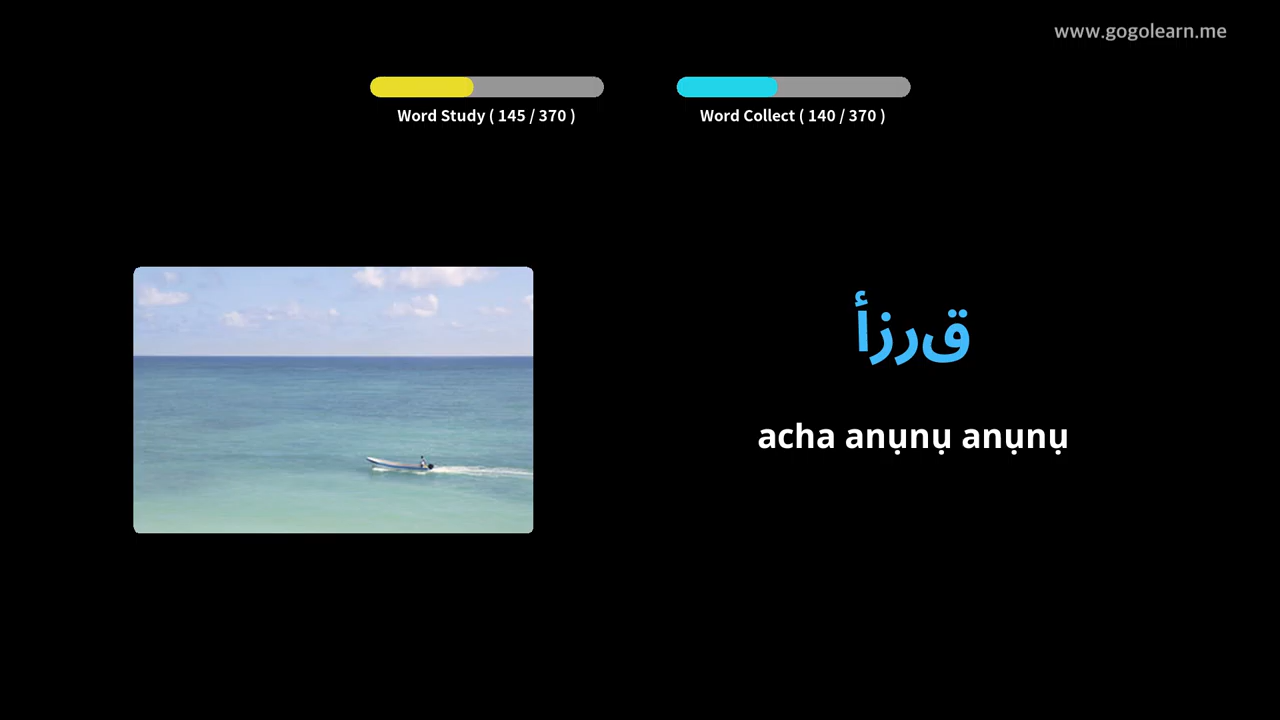 www.gogolearn.me
Word Study ( 145 / 370 )
Word Collect ( 140 / 370 )
أزرق
acha anụnụ anụnụ